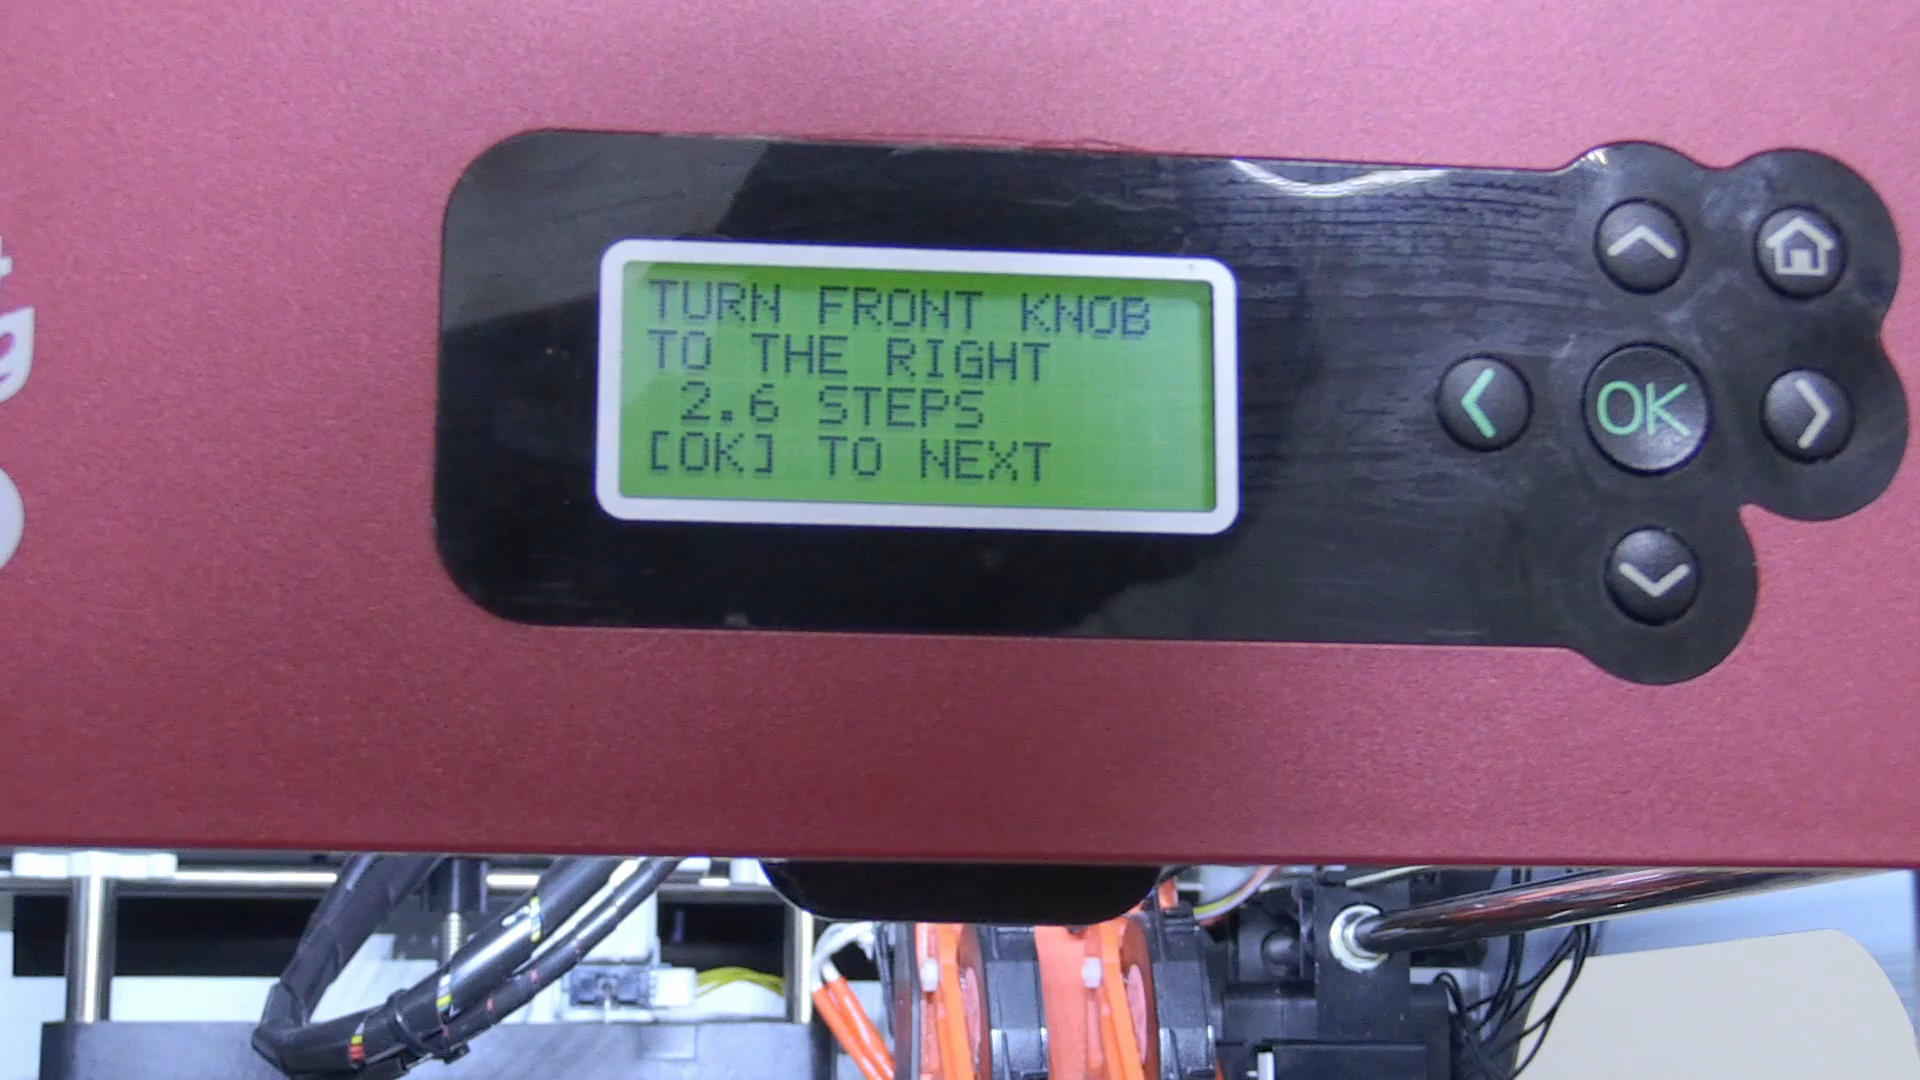 TURN FRONT KNOB
TO THE RIGHT
2.6 STEPS
[OK] TO NEXT
OK